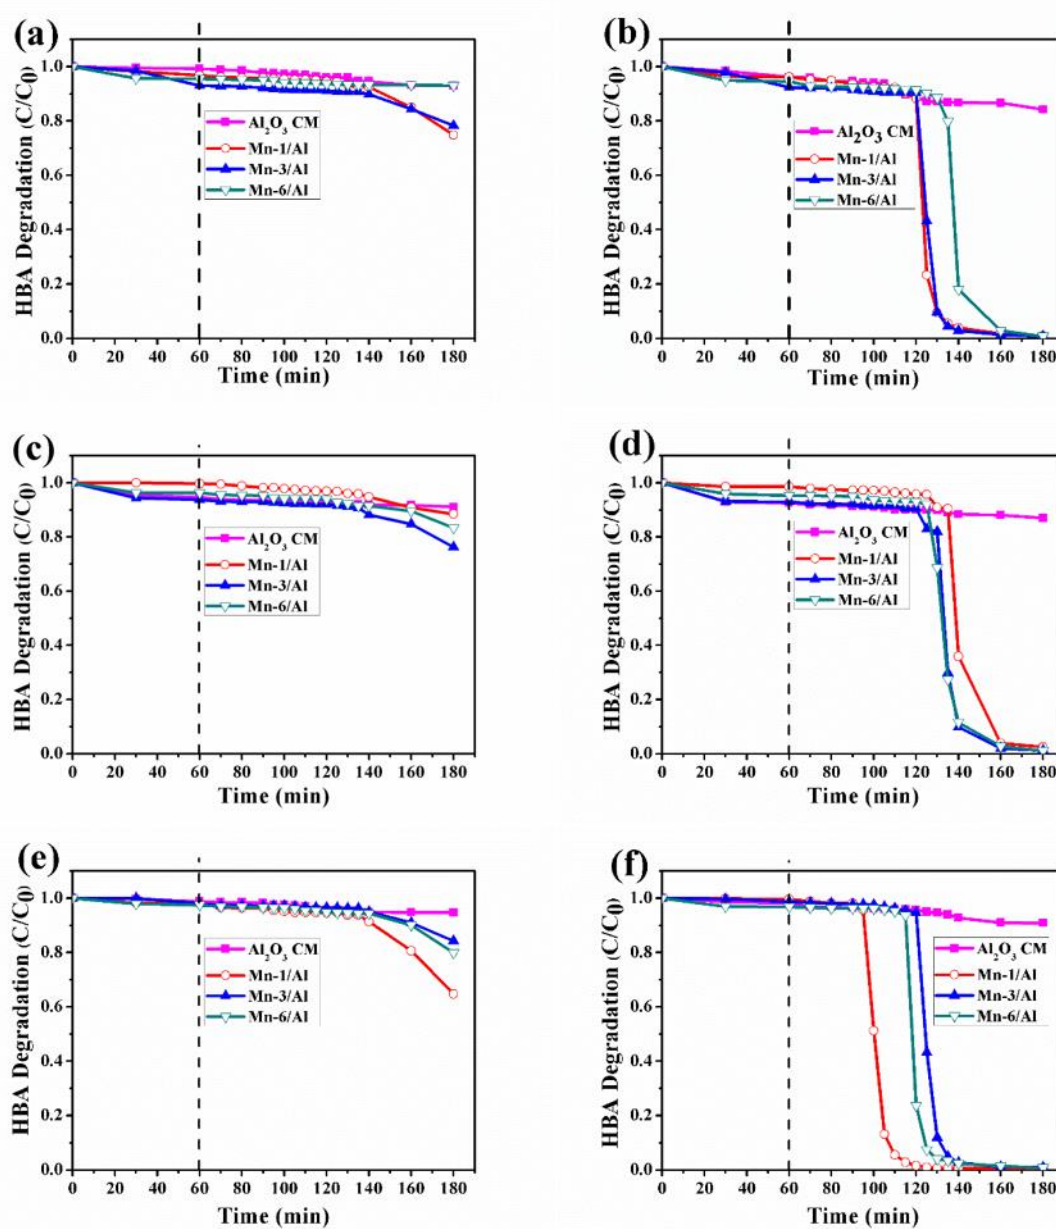 (a)
HBA Degradation (C/C0)
1.0
0.8
0.6
0.4
0.2
0.0
Al2O3 CM
Mn-1/Al
Mn-3/Al
Mn-6/Al
0 20 40 60 80 100 120 140 160 180
Time (min)
(b)
HBA Degradation (C/C0)
1.0
0.8
0.6
0.4
0.2
0.0
Al2O3 CM
Mn-1/Al
Mn-3/Al
Mn-6/Al
0 20 40 60 80 100 120 140 160 180
Time (min)
(c)
HBA Degradation (C/C0)
1.0
0.8
0.6
0.4
0.2
0.0
Al2O3 CM
Mn-1/Al
Mn-3/Al
Mn-6/Al
0 20 40 60 80 100 120 140 160 180
Time (min)
(d)
HBA Degradation (C/C0)
1.0
0.8
0.6
0.4
0.2
0.0
Al2O3 CM
Mn-1/Al
Mn-3/Al
Mn-6/Al
0 20 40 60 80 100 120 140 160 180
Time (min)
(e)
HBA Degradation (C/C0)
1.0
0.8
0.6
0.4
0.2
0.0
Al2O3 CM
Mn-1/Al
Mn-3/Al
Mn-6/Al
0 20 40 60 80 100 120 140 160 180
Time (min)
(f)
HBA Degradation (C/C0)
1.0
0.8
0.6
0.4
0.2
0.0
Al2O3 CM
Mn-1/Al
Mn-3/Al
Mn-6/Al
0 20 40 60 80 100 120 140 160 180
Time (min)